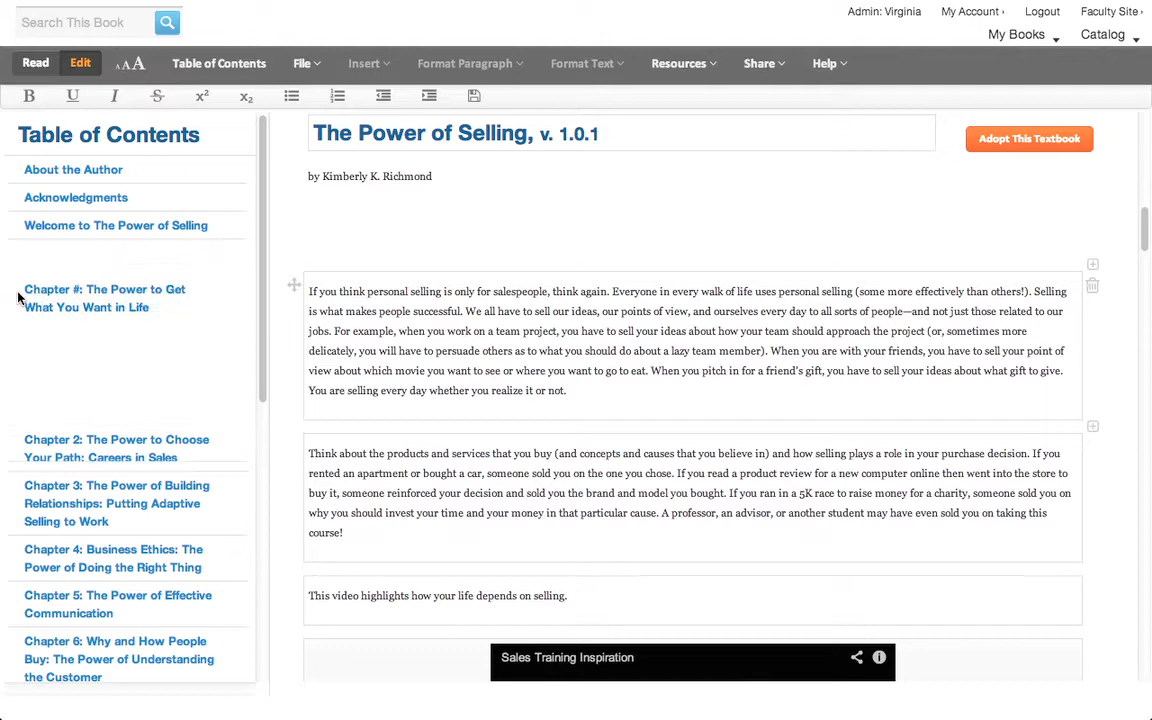 Search This Book
Admin: Virginia
My Account ›
Logout
Faculty Site ›
My Books
Catalog
Read
Edit
A A A
Table of Contents
File
Insert
Format Paragraph
Format Text
Resources
Share
Help
B U I S x² x₂
Table of Contents
About the Author
Acknowledgments
Welcome to The Power of Selling
Chapter #: The Power to Get
What You Want in Life
Chapter 2: The Power to Choose
Your Path: Careers in Sales
Chapter 3: The Power of Building
Relationships: Putting Adaptive
Selling to Work
Chapter 4: Business Ethics: The
Power of Doing the Right Thing
Chapter 5: The Power of Effective
Communication
Chapter 6: Why and How People
Buy: The Power of Understanding
the Customer
The Power of Selling, v. 1.0.1
Adopt This Textbook
by Kimberly K. Richmond
If you think personal selling is only for salespeople, think again. Everyone in every walk of life uses personal selling (some more effectively than others!). Selling
is what makes people successful. We all have to sell our ideas, our points of view, and ourselves every day to all sorts of people—and not just those related to our
jobs. For example, when you work on a team project, you have to sell your ideas about how your team should approach the project (or, sometimes more
delicately, you will have to persuade others as to what you should do about a lazy team member). When you are with your friends, you have to sell your point of
view about which movie you want to see or where you want to go to eat. When you pitch in for a friend's gift, you have to sell your ideas about what gift to give.
You are selling every day whether you realize it or not.
Think about the products and services that you buy (and concepts and causes that you believe in) and how selling plays a role in your purchase decision. If you
rented an apartment or bought a car, someone sold you on the one you chose. If you read a product review for a new computer online then went into the store to
buy it, someone reinforced your decision and sold you the brand and model you bought. If you ran in a 5K race to raise money for a charity, someone sold you on
why you should invest your time and your money in that particular cause. A professor, an advisor, or another student may have even sold you on taking this
course!
This video highlights how your life depends on selling.
Sales Training Inspiration